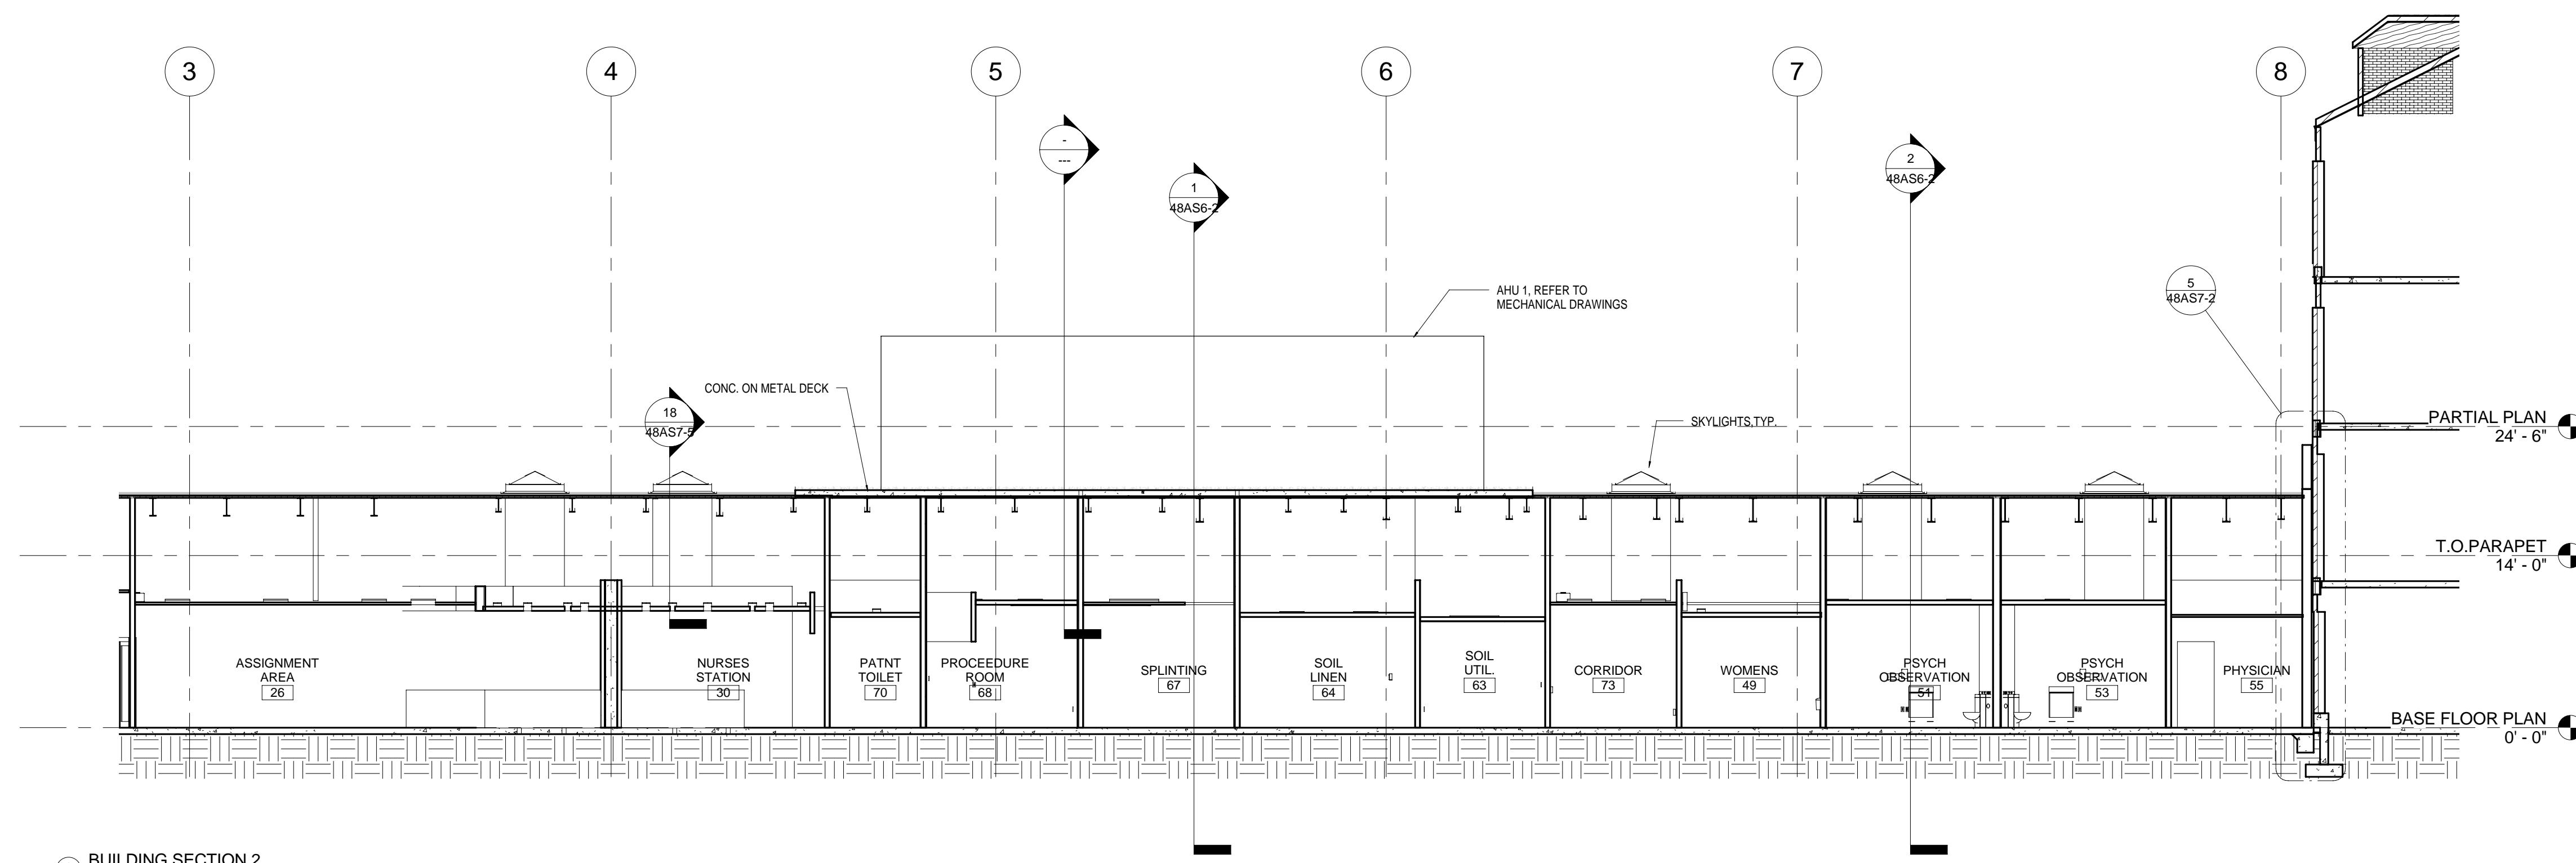 3
4
5
6
7
8
-
---
1
48AS6-2
2
48AS6-2
5
48AS7-2
AHU 1, REFER TO
MECHANICAL DRAWINGS
CONC. ON METAL DECK
18
48AS7-5
SKYLIGHTS,TYP.
PARTIAL PLAN
24' - 6"
T.O.PARAPET
14' - 0"
ASSIGNMENT
AREA
26
NURSES
STATION
30
PATNT
TOILET
70
PROCEEDURE
ROOM
68
SPLINTING
67
SOIL
LINEN
64
SOIL
UTIL.
63
CORRIDOR
73
WOMENS
49
PSYCH
OBSERVATION
51
PSYCH
OBSERVATION
53
PHYSICIAN
55
BASE FLOOR PLAN
0' - 0"
BUILDING SECTION 2